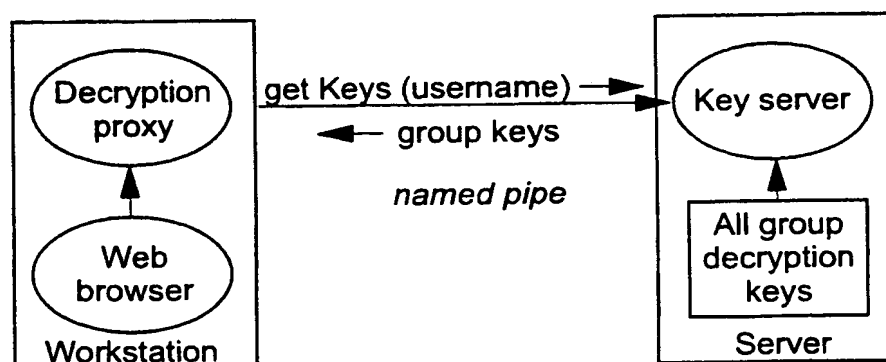 Decryption
proxy
get Keys (username)
group keys
named pipe
Key server
Web
browser
All group
decryption
keys
Workstation
Server